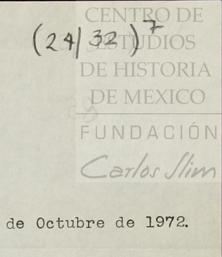 CENTRO DE
ESTUDIOS
DE HISTORIA
DE MEXICO
FUNDACIÓN
Carlos Slim
(24/32)7
de Octubre de 1972.